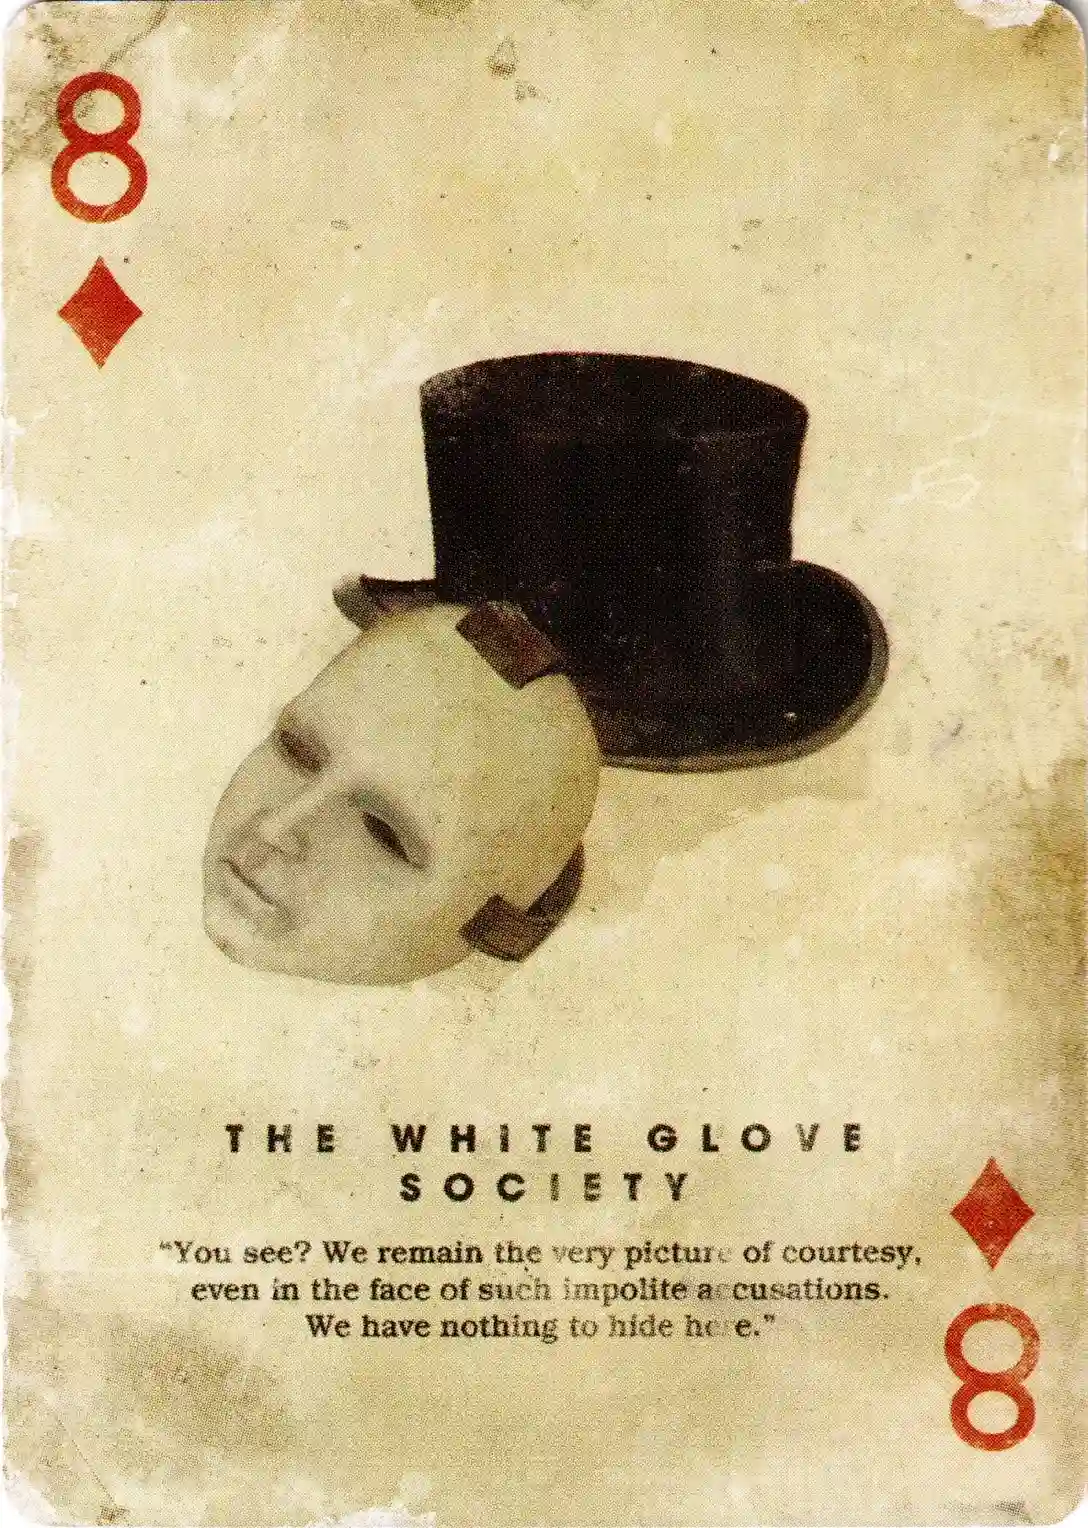 8
THE WHITE GLOVE
SOCIETY
“You see? We remain the very picture of courtesy,
even in the face of such impolite accusations.
We have nothing to hide here.”
8